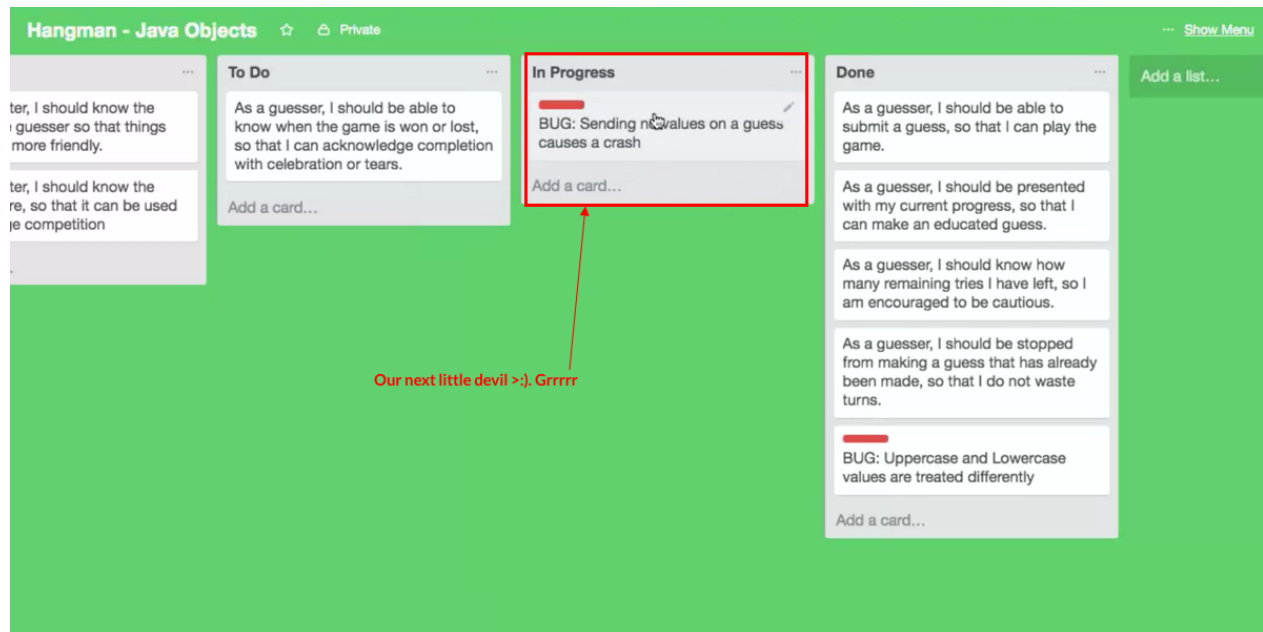 Hangman - Java Objects
Private
... Show Menu
ter, I should know the
guesser so that things
more friendly.
ter, I should know the
re, so that it can be used
e competition
To Do
As a guesser, I should be able to
know when the game is won or lost,
so that I can acknowledge completion
with celebration or tears.
Add a card...
In Progress
BUG: Sending no values on a guess
causes a crash
Add a card...
Our next little devil >:). Grrrrr
Done
As a guesser, I should be able to
submit a guess, so that I can play the
game.
As a guesser, I should be presented
with my current progress, so that I
can make an educated guess.
As a guesser, I should know how
many remaining tries I have left, so I
am encouraged to be cautious.
As a guesser, I should be stopped
from making a guess that has already
been made, so that I do not waste
turns.
BUG: Uppercase and Lowercase
values are treated differently
Add a card...
Add a list...